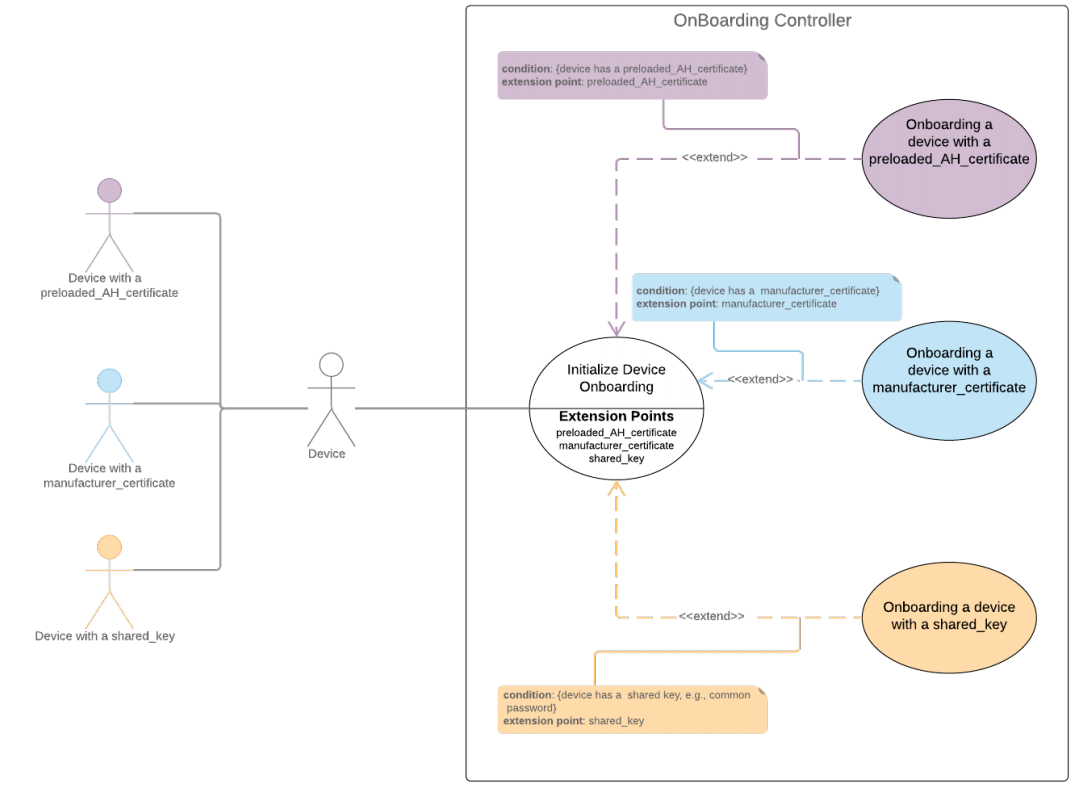 OnBoarding Controller
condition: {device has a preloaded_AH_certificate}
extension point: preloaded_AH_certificate
Onboarding a
device with a
preloaded_AH_certificate
<<extend>>
Device with a
preloaded_AH_certificate
condition: {device has a  manufacturer_certificate}
extension point: manufacturer_certificate
Onboarding a
device with a
manufacturer_certificate
<<extend>>
Initialize Device
Onboarding
Extension Points
preloaded_AH_certificate
manufacturer_certificate
shared_key
Device
Device with a
manufacturer_certificate
Device with a shared_key
Onboarding a device
with a shared_key
<<extend>>
condition: {device has a  shared key, e.g., common
password}
extension point: shared_key